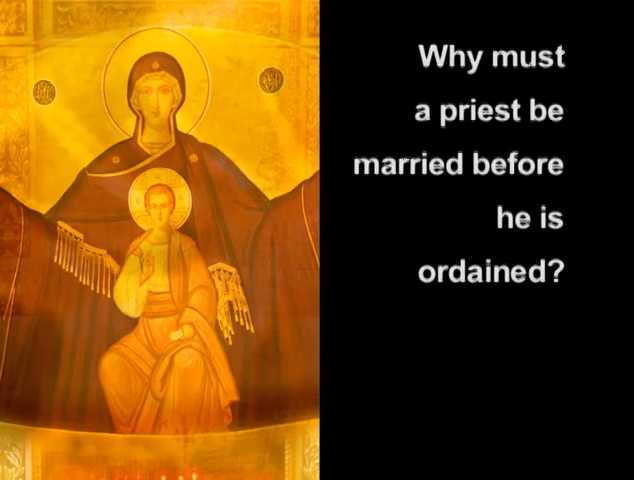 Why must
a priest be
married before
he is
ordained?